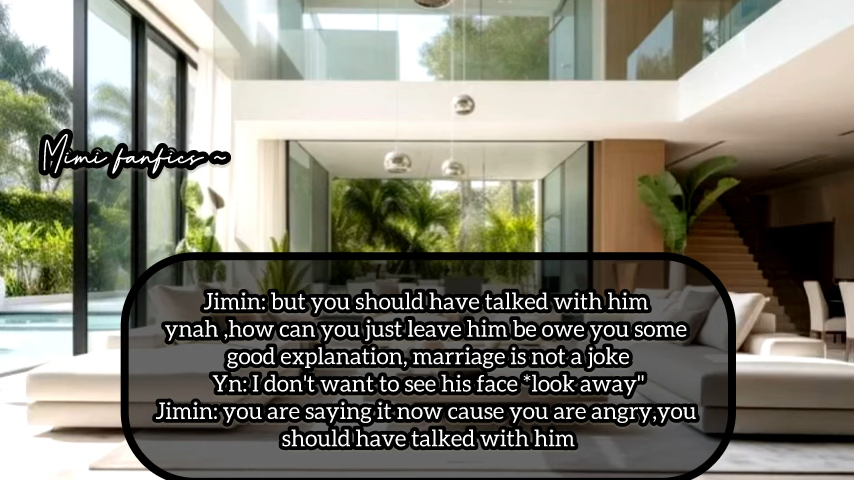 Mimi fanfics ~
Jimin: but you should have talked with him
ynah ,how can you just leave him be owe you some
good explanation, marriage is not a joke
Yn: I don't want to see his face *look away"
Jimin: you are saying it now cause you are angry,you
should have talked with him